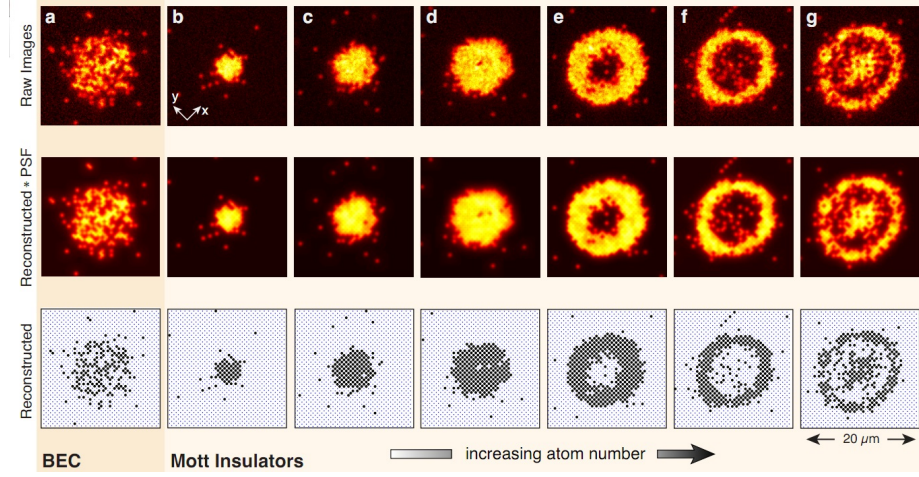 a b c d e f g
Raw Images
y x
Reconstructed * PSF
Reconstructed
20 μm
BEC Mott Insulators increasing atom number